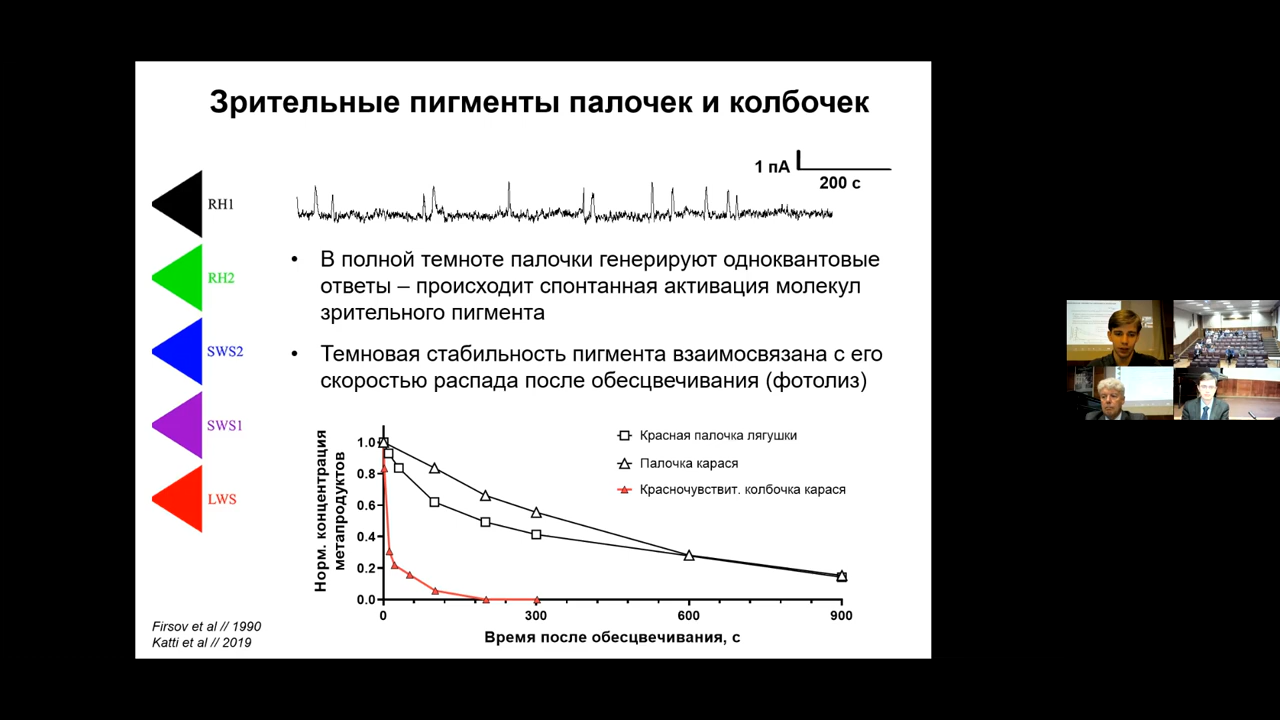 Зрительные пигменты палочек и колбочек
1 пА
200 с
RH1
RH2
SWS2
SWS1
LWS
• В полной темноте палочки генерируют одноквантовые
ответы – происходит спонтанная активация молекул
зрительного пигмента
• Темновая стабильность пигмента взаимосвязана с его
скоростью распада после обесцвечивания (фотолиз)
Норм. концентрация
метапродуктов
1.0
0.8
0.6
0.4
0.2
0.0
0
300
600
900
Время после обесцвечивания, с
Красная палочка лягушки
Палочка карася
Красночувствит. колбочка карася
Firsov et al // 1990
Katti et al // 2019